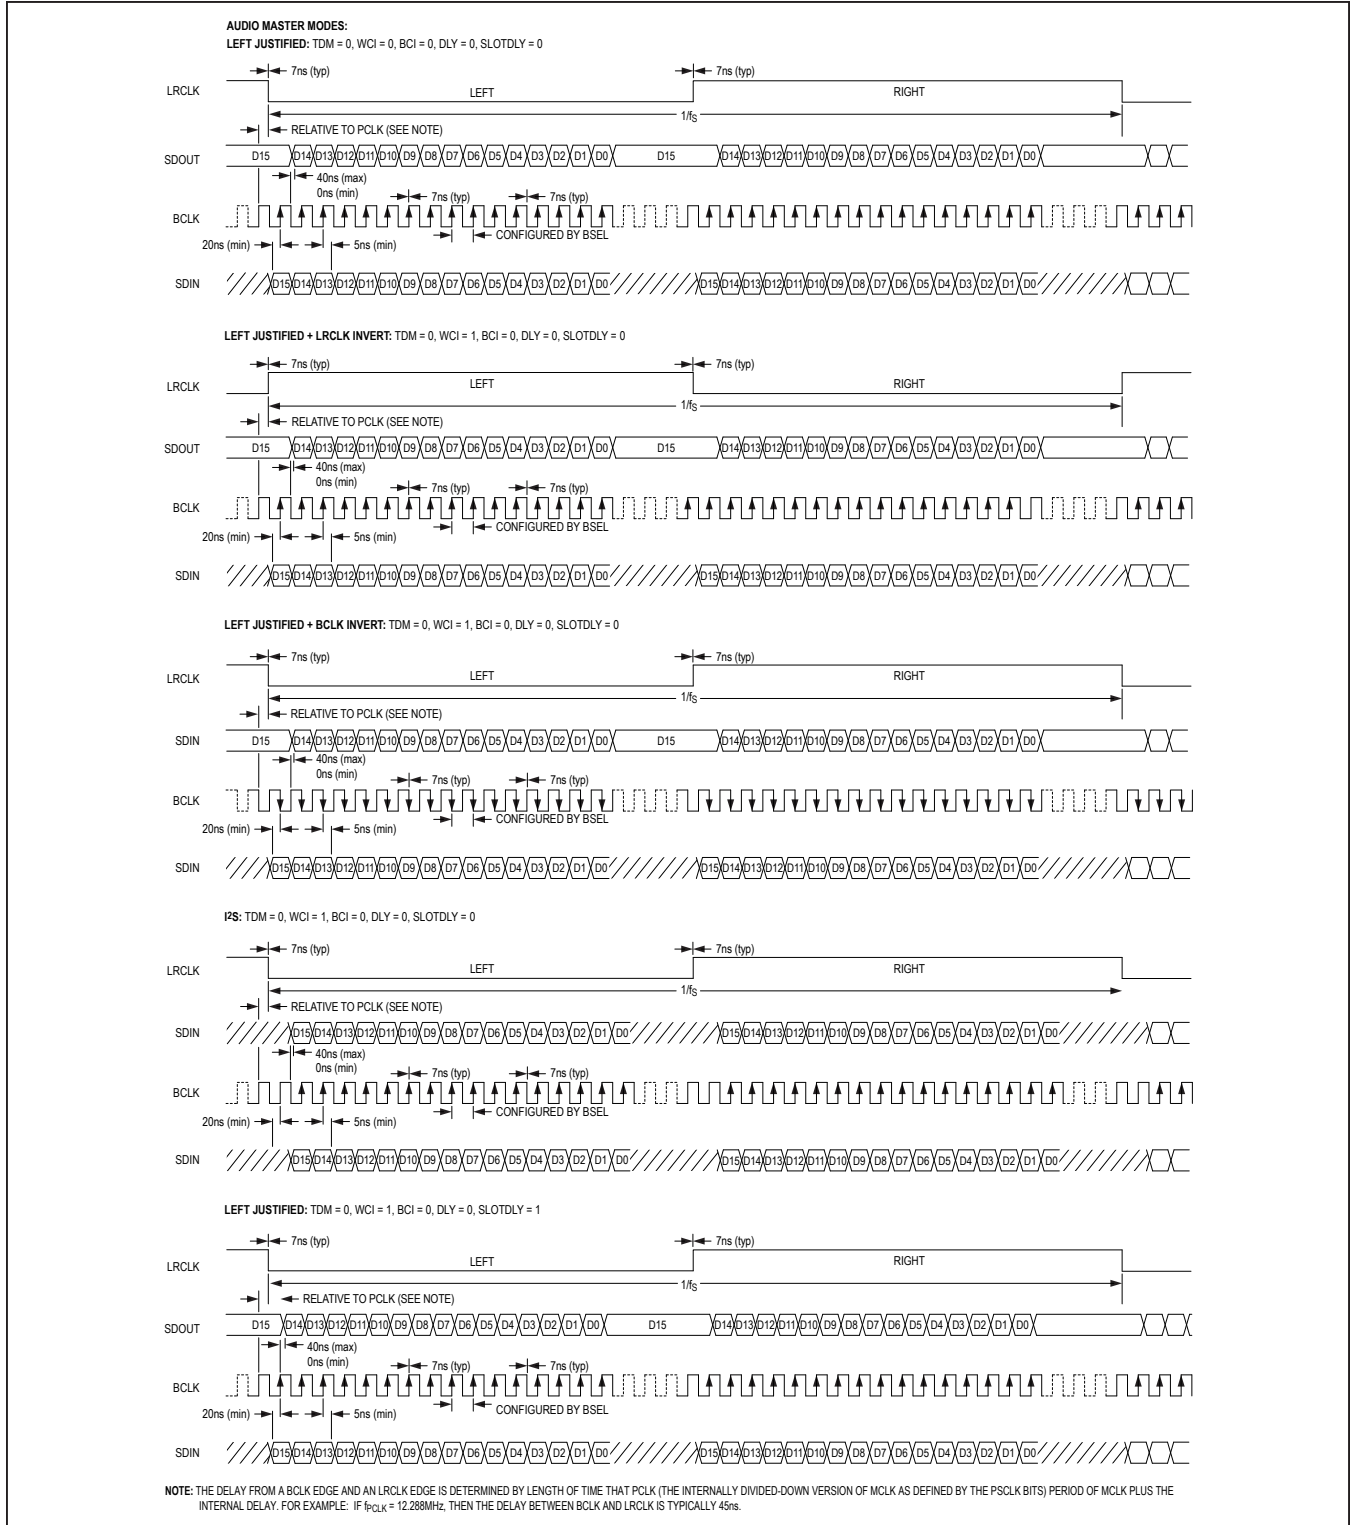 AUDIO MASTER MODES:
LEFT JUSTIFIED: TDM = 0, WCI = 0, BCI = 0, DLY = 0, SLOTDLY = 0
7ns (typ) 7ns (typ)
LRCLK LEFT RIGHT
1/fS
RELATIVE TO PCLK (SEE NOTE)
SDOUT D15 D14 D13 D12 D11 D10 D9 D8 D7 D6 D5 D4 D3 D2 D1 D0 D15 D14 D13 D12 D11 D10 D9 D8 D7 D6 D5 D4 D3 D2 D1 D0
40ns (max)
0ns (min) 7ns (typ) 7ns (typ)
BCLK
CONFIGURED BY BSEL
20ns (min) 5ns (min)
SDIN D15 D14 D13 D12 D11 D10 D9 D8 D7 D6 D5 D4 D3 D2 D1 D0 D15 D14 D13 D12 D11 D10 D9 D8 D7 D6 D5 D4 D3 D2 D1 D0
LEFT JUSTIFIED + LRCLK INVERT: TDM = 0, WCI = 1, BCI = 0, DLY = 0, SLOTDLY = 0
7ns (typ) 7ns (typ)
LRCLK LEFT RIGHT
1/fS
RELATIVE TO PCLK (SEE NOTE)
SDOUT D15 D14 D13 D12 D11 D10 D9 D8 D7 D6 D5 D4 D3 D2 D1 D0 D15 D14 D13 D12 D11 D10 D9 D8 D7 D6 D5 D4 D3 D2 D1 D0
40ns (max)
0ns (min) 7ns (typ) 7ns (typ)
BCLK
CONFIGURED BY BSEL
20ns (min) 5ns (min)
SDIN D15 D14 D13 D12 D11 D10 D9 D8 D7 D6 D5 D4 D3 D2 D1 D0 D15 D14 D13 D12 D11 D10 D9 D8 D7 D6 D5 D4 D3 D2 D1 D0
LEFT JUSTIFIED + BCLK INVERT: TDM = 0, WCI = 1, BCI = 0, DLY = 0, SLOTDLY = 0
7ns (typ) 7ns (typ)
LRCLK LEFT RIGHT
1/fS
RELATIVE TO PCLK (SEE NOTE)
SDIN D15 D14 D13 D12 D11 D10 D9 D8 D7 D6 D5 D4 D3 D2 D1 D0 D15 D14 D13 D12 D11 D10 D9 D8 D7 D6 D5 D4 D3 D2 D1 D0
40ns (max)
0ns (min) 7ns (typ) 7ns (typ)
BCLK
CONFIGURED BY BSEL
20ns (min) 5ns (min)
SDIN D15 D14 D13 D12 D11 D10 D9 D8 D7 D6 D5 D4 D3 D2 D1 D0 D15 D14 D13 D12 D11 D10 D9 D8 D7 D6 D5 D4 D3 D2 D1 D0
I2S: TDM = 0, WCI = 1, BCI = 0, DLY = 0, SLOTDLY = 0
7ns (typ) 7ns (typ)
LRCLK LEFT RIGHT
1/fS
RELATIVE TO PCLK (SEE NOTE)
SDIN D15 D14 D13 D12 D11 D10 D9 D8 D7 D6 D5 D4 D3 D2 D1 D0 D15 D14 D13 D12 D11 D10 D9 D8 D7 D6 D5 D4 D3 D2 D1 D0
40ns (max)
0ns (min) 7ns (typ) 7ns (typ)
BCLK
CONFIGURED BY BSEL
20ns (min) 5ns (min)
SDIN D15 D14 D13 D12 D11 D10 D9 D8 D7 D6 D5 D4 D3 D2 D1 D0 D15 D14 D13 D12 D11 D10 D9 D8 D7 D6 D5 D4 D3 D2 D1 D0
LEFT JUSTIFIED: TDM = 0, WCI = 1, BCI = 0, DLY = 0, SLOTDLY = 1
7ns (typ) 7ns (typ)
LRCLK LEFT RIGHT
1/fS
RELATIVE TO PCLK (SEE NOTE)
SDOUT D15 D14 D13 D12 D11 D10 D9 D8 D7 D6 D5 D4 D3 D2 D1 D0 D15 D14 D13 D12 D11 D10 D9 D8 D7 D6 D5 D4 D3 D2 D1 D0
40ns (max)
0ns (min) 7ns (typ) 7ns (typ)
BCLK
CONFIGURED BY BSEL
20ns (min) 5ns (min)
SDIN D15 D14 D13 D12 D11 D10 D9 D8 D7 D6 D5 D4 D3 D2 D1 D0 D15 D14 D13 D12 D11 D10 D9 D8 D7 D6 D5 D4 D3 D2 D1 D0
NOTE: THE DELAY FROM A BCLK EDGE AND AN LRCLK EDGE IS DETERMINED BY LENGTH OF TIME THAT PCLK (THE INTERNALLY DIVIDED-DOWN VERSION OF MCLK AS DEFINED BY THE PSCLK BITS) PERIOD OF MCLK PLUS THE
INTERNAL DELAY. FOR EXAMPLE: IF fPCLK = 12.288MHz, THEN THE DELAY BETWEEN BCLK AND LRCLK IS TYPICALLY 45ns.